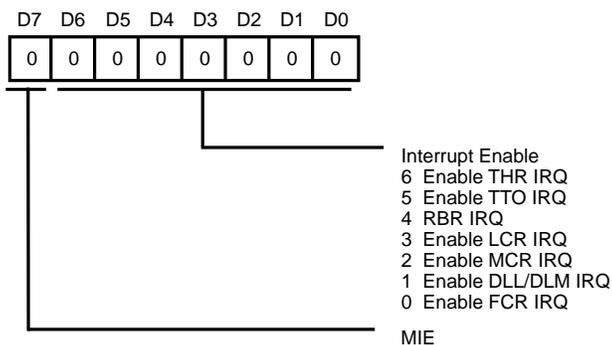 D7 D6 D5 D4 D3 D2 D1 D0
0 0 0 0 0 0 0 0
Interrupt Enable
6 Enable THR IRQ
5 Enable TTO IRQ
4 RBR IRQ
3 Enable LCR IRQ
2 Enable MCR IRQ
1 Enable DLL/DLM IRQ
0 Enable FCR IRQ
MIE